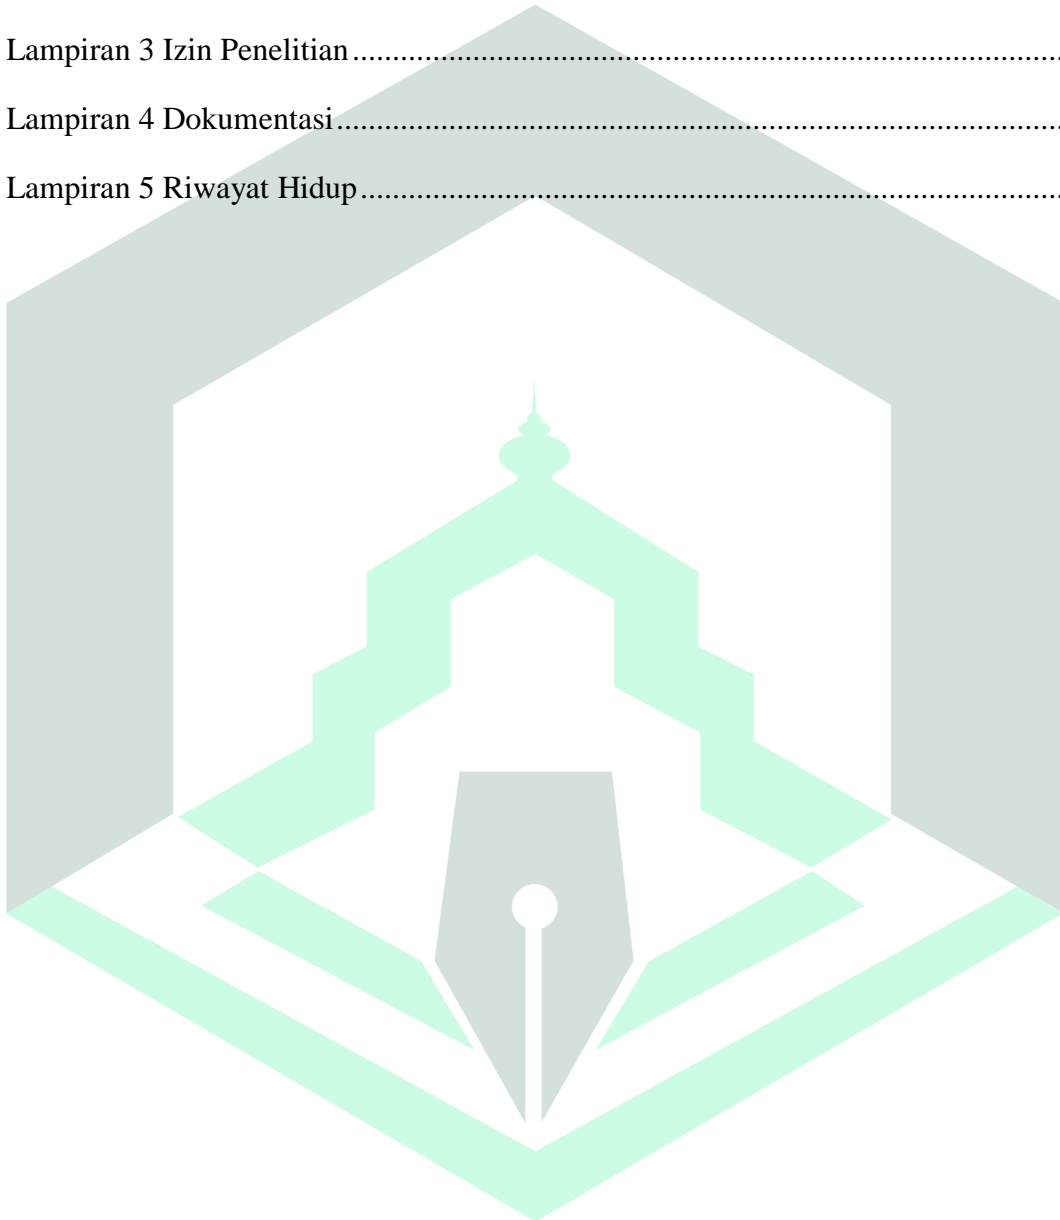 Lampiran 3 Izin Penelitian........................................................................................
Lampiran 4 Dokumentasi..........................................................................................
Lampiran 5 Riwayat Hidup.......................................................................................